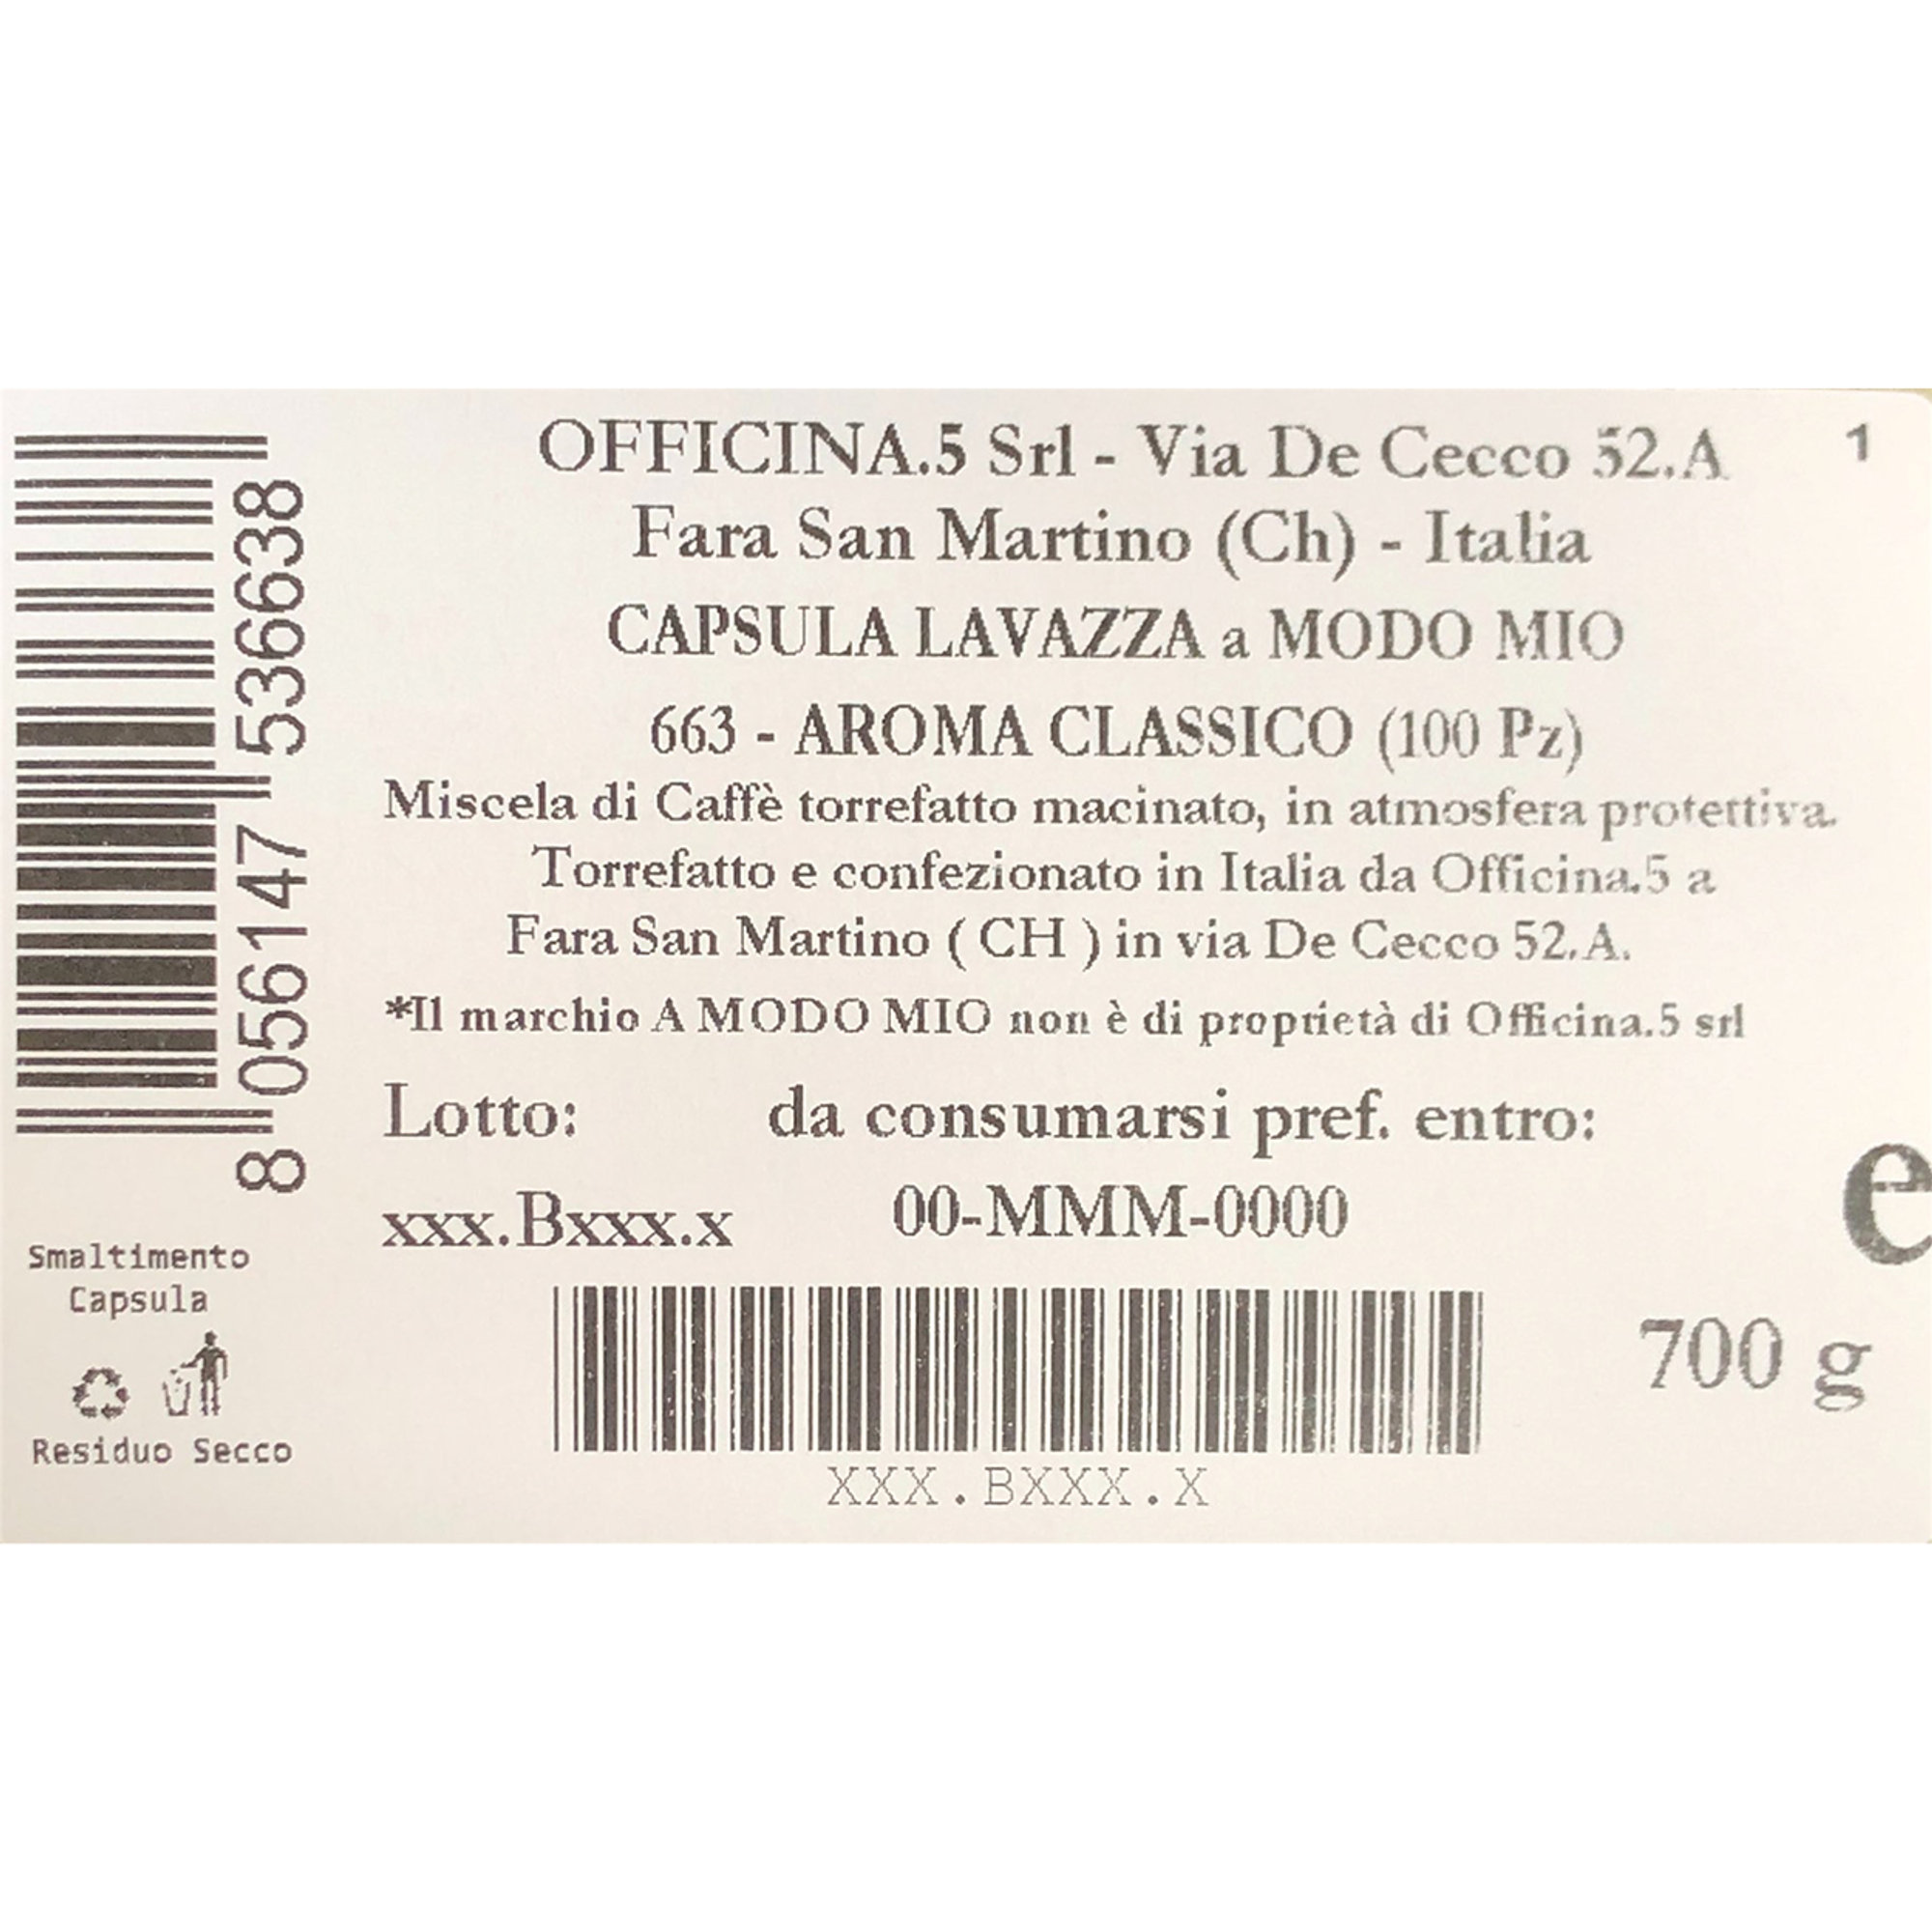 OFFICINA.5 Srl - Via De Cecco 52.A
1
Fara San Martino (Ch) - Italia
CAPSULA LAVAZZA a MODO MIO
663 - AROMA CLASSICO (100 Pz)
Miscela di Caffè torrefatto macinato, in atmosfera protettiva.
Torrefatto e confezionato in Italia da Officina.5 a
Fara San Martino ( CH ) in via De Cecco 52.A.
*Il marchio A MODO MIO non è di proprietà di Officina.5 srl
Lotto: da consumarsi pref. entro:
xxx.Bxxx.x 00-MMM-0000
e
700 g
XXX.BXXX.X
8 056147 536638
Smaltimento
Capsula
Residuo Secco